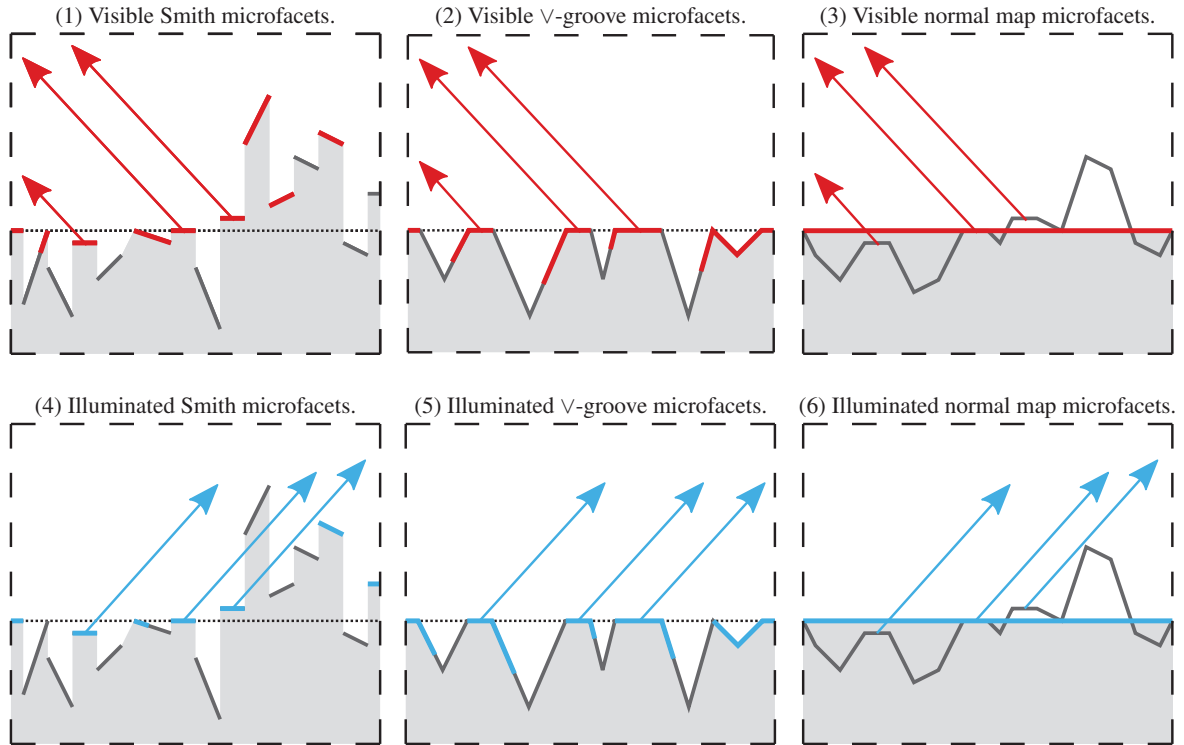 (1) Visible Smith microfacets.
(2) Visible ∨-groove microfacets.
(3) Visible normal map microfacets.
(4) Illuminated Smith microfacets.
(5) Illuminated ∨-groove microfacets.
(6) Illuminated normal map microfacets.